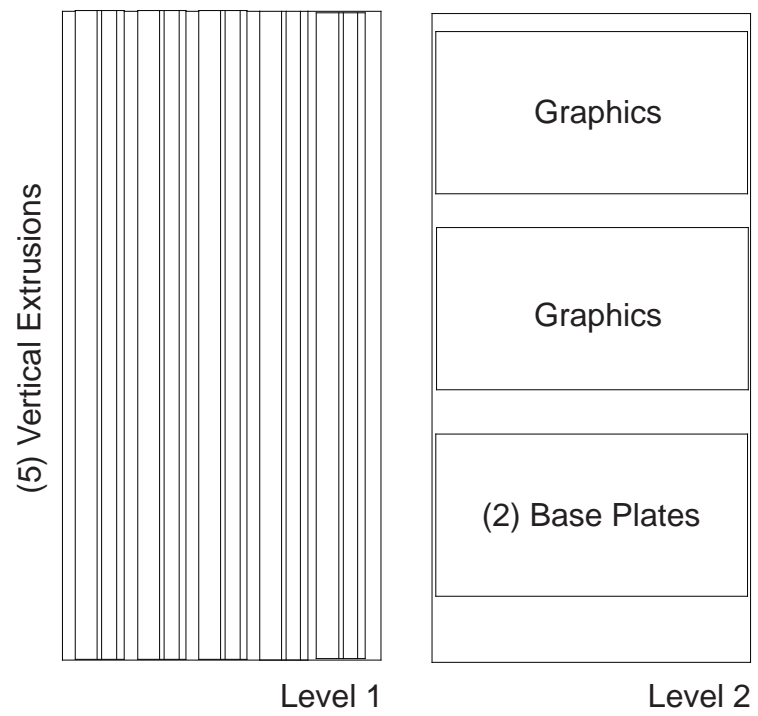 (5) Vertical Extrusions
Level 1
Graphics
Graphics
(2) Base Plates
Level 2